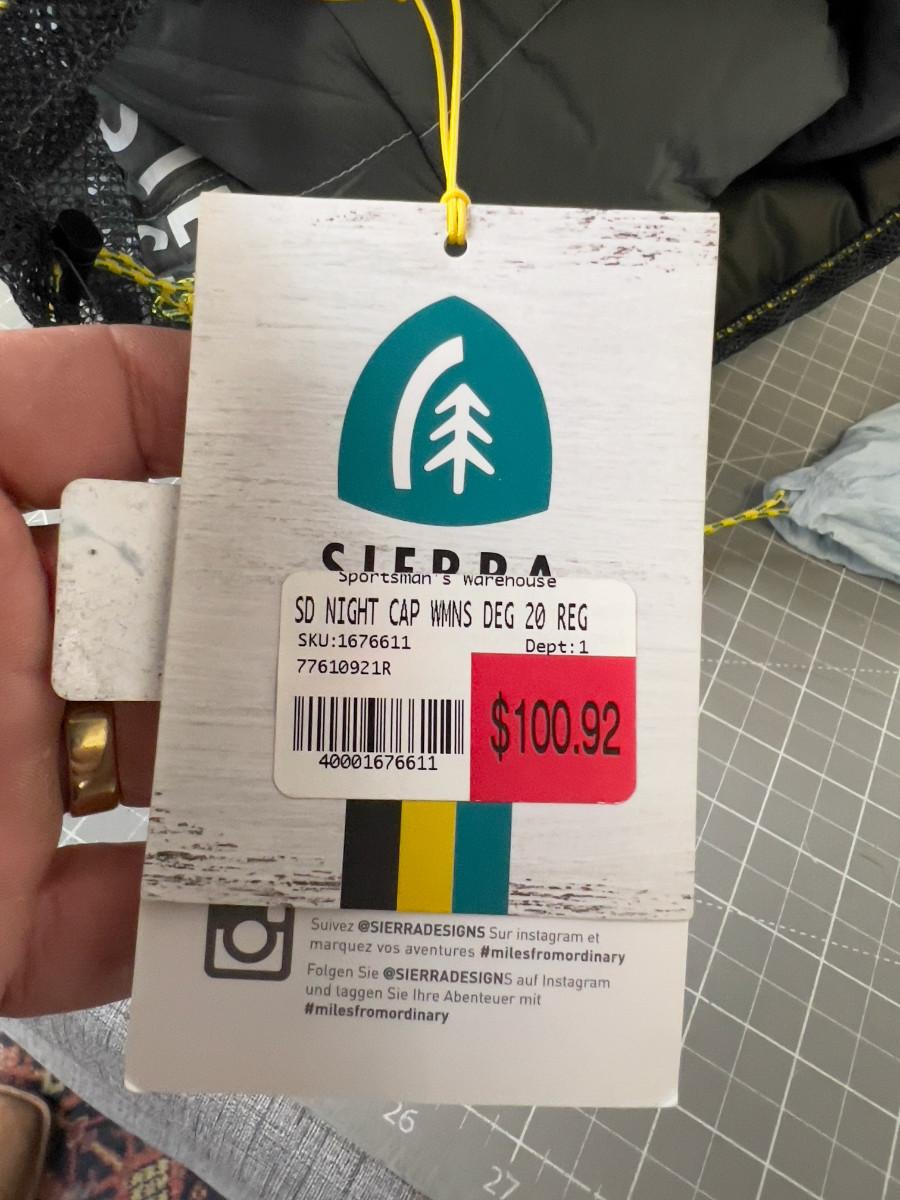 SIERRA
Sportsman's Warehouse
SD NIGHT CAP WMNS DEG 20 REG
SKU:1676611 Dept:1
77610921R
$100.92
40001676611
Suivez @SIERRADESIGNS Sur instagram et
marquez vos aventures #milesfromordinary
Folgen Sie @SIERRADESIGNS auf Instagram
und taggen Sie Ihre Abenteuer mit
#milesfromordinary
26
27